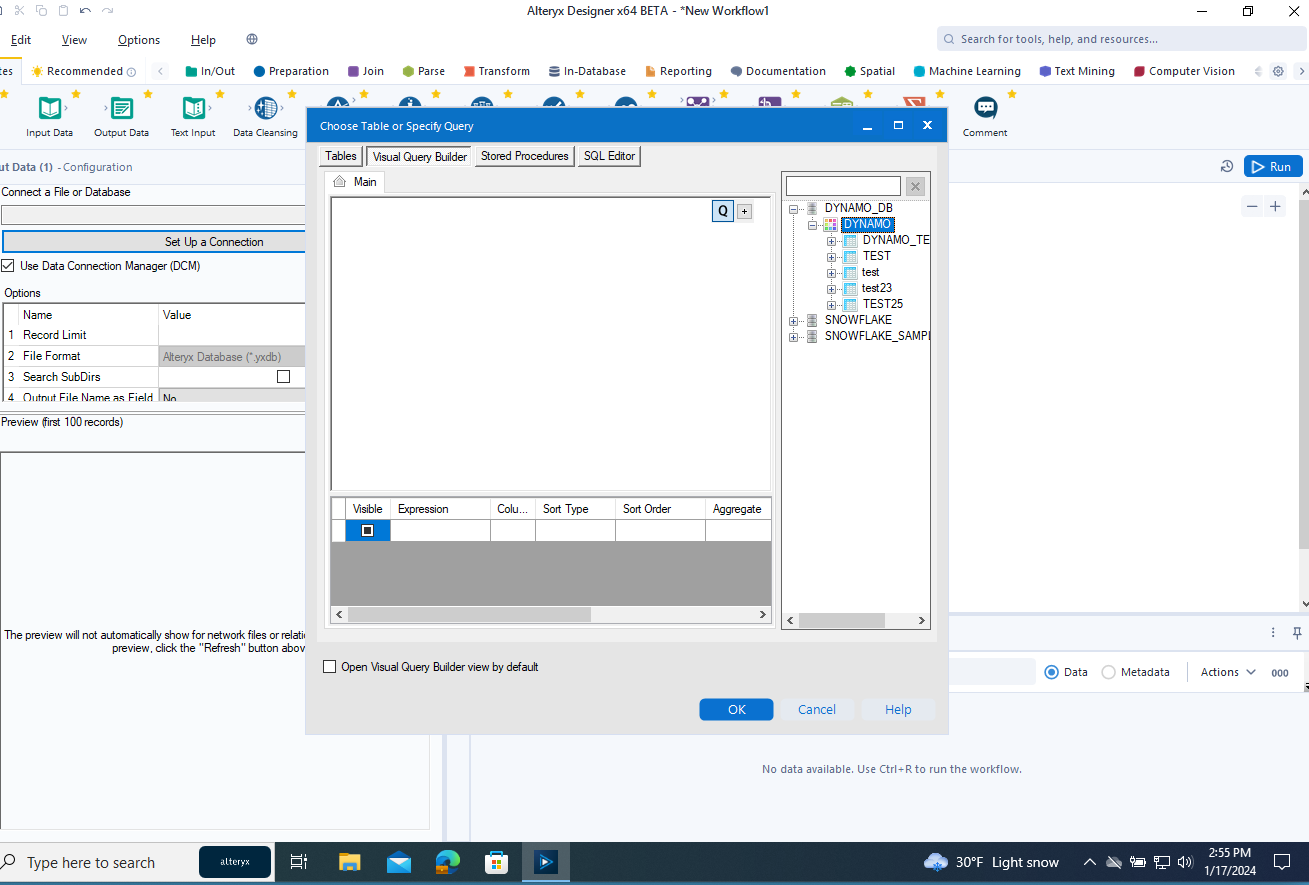 Alteryx Designer x64 BETA - *New Workflow1
Edit View Options Help
Search for tools, help, and resources...
tes Recommended In/Out Preparation Join Parse Transform In-Database Reporting Documentation Spatial Machine Learning Text Mining Computer Vision
Input Data Output Data Text Input Data Cleansing Comment
ut Data (1) - Configuration
Run
Connect a File or Database
Set Up a Connection
Use Data Connection Manager (DCM)
Options
Name Value
1 Record Limit
2 File Format Alteryx Database (*.yxdb)
3 Search SubDirs
4 Output File Name as Field No
Preview (first 100 records)
The preview will not automatically show for network files or relati
preview, click the "Refresh" button abov
Choose Table or Specify Query
Tables Visual Query Builder Stored Procedures SQL Editor
Main
Q
DYNAMO_DB
DYNAMO
DYNAMO_TE
TEST
test
test23
TEST25
SNOWFLAKE
SNOWFLAKE_SAMPL
Visible Expression Colu... Sort Type Sort Order Aggregate
Open Visual Query Builder view by default
OK Cancel Help
Data Metadata Actions 000
No data available. Use Ctrl+R to run the workflow.
Type here to search
alteryx
30°F Light snow
2:55 PM
1/17/2024